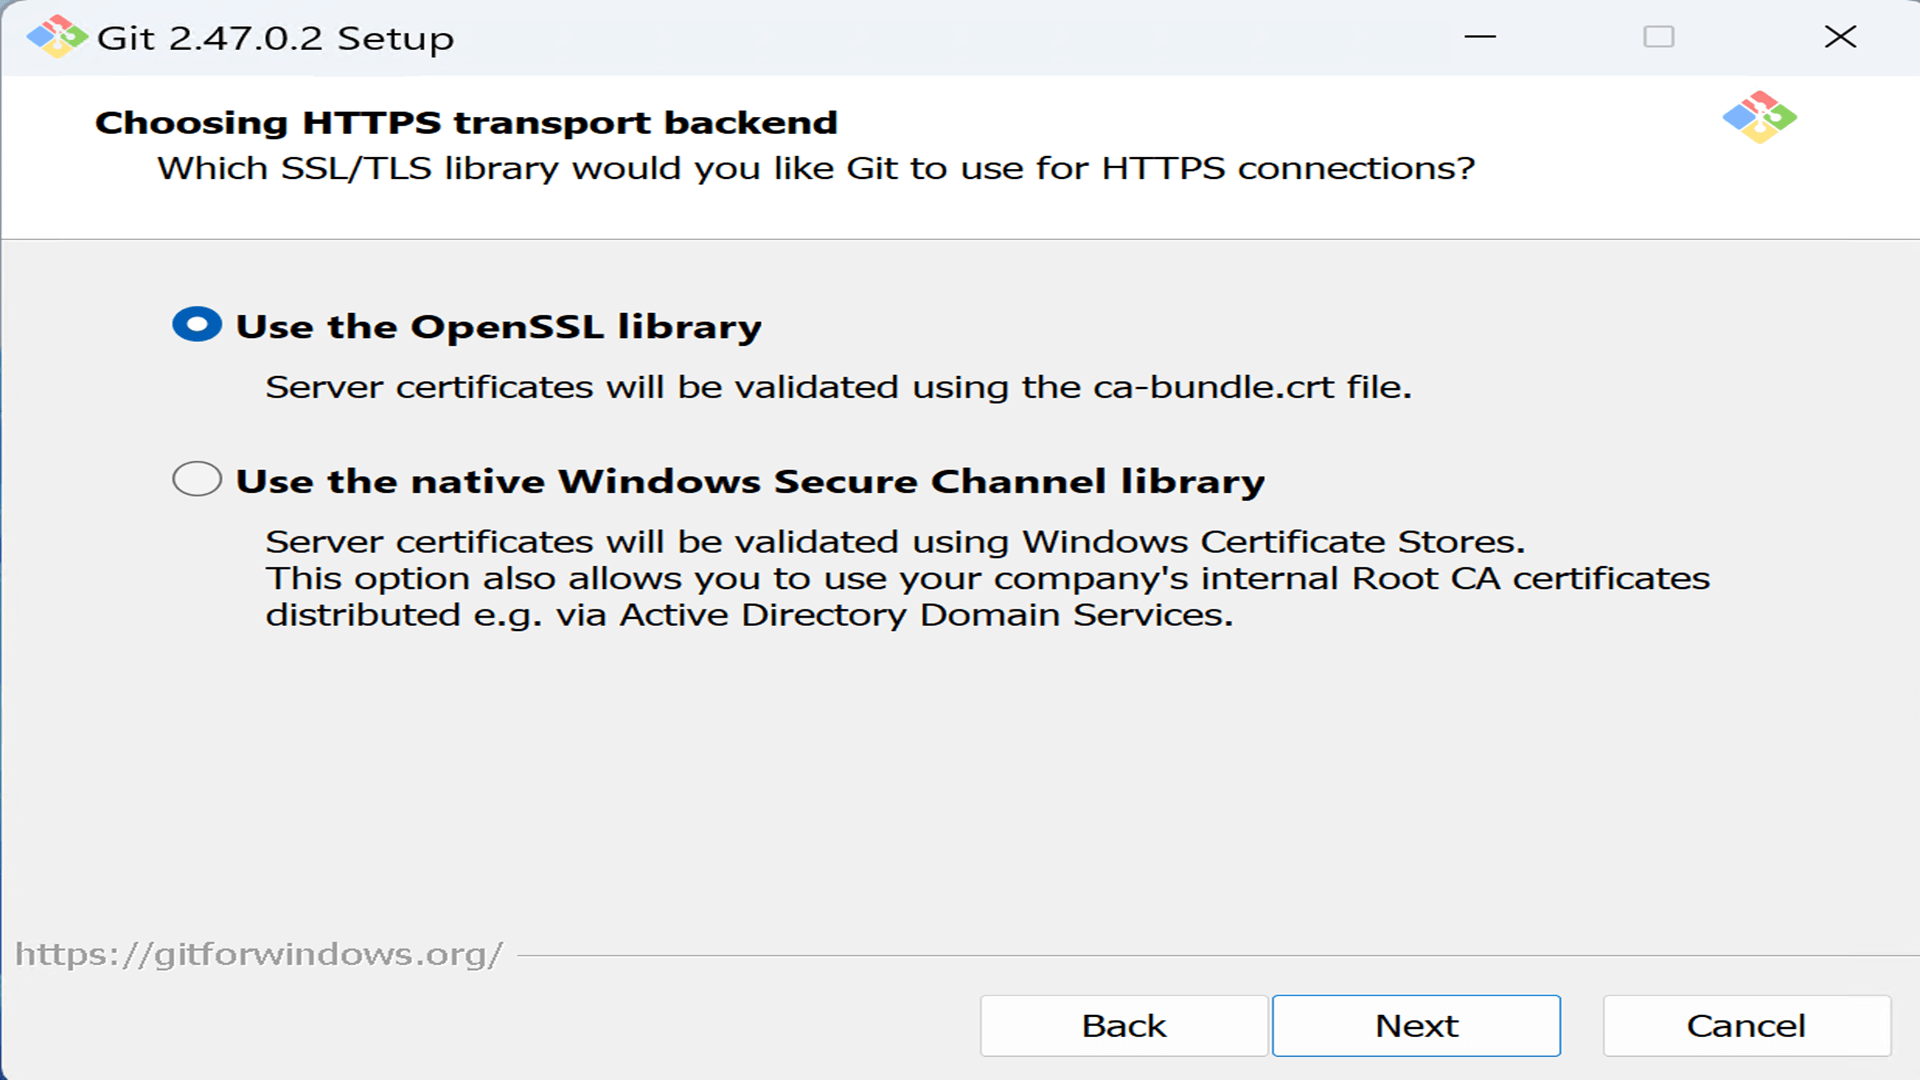 Git 2.47.0.2 Setup
Choosing HTTPS transport backend
Which SSL/TLS library would you like Git to use for HTTPS connections?
Use the OpenSSL library
Server certificates will be validated using the ca-bundle.crt file.
Use the native Windows Secure Channel library
Server certificates will be validated using Windows Certificate Stores.
This option also allows you to use your company's internal Root CA certificates
distributed e.g. via Active Directory Domain Services.
https://gitforwindows.org/
Back Next Cancel